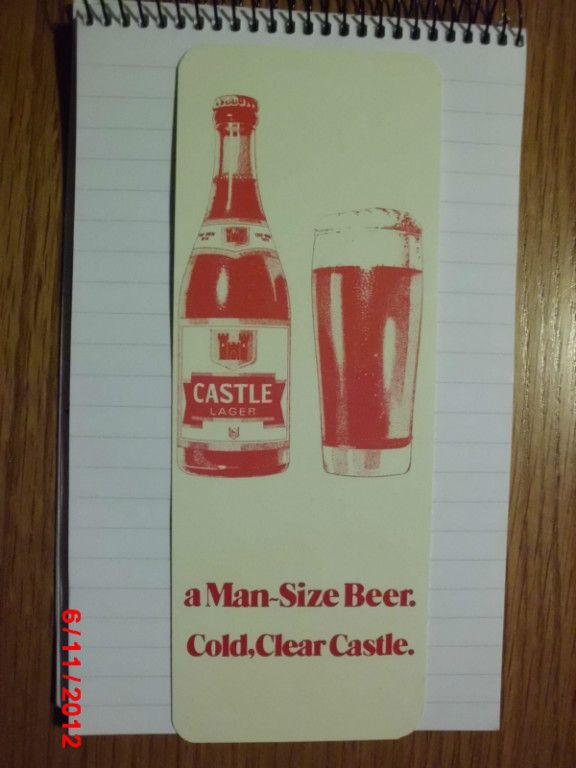 CASTLE
LAGER
a Man~Size Beer.
Cold, Clear Castle.
6/11/2012